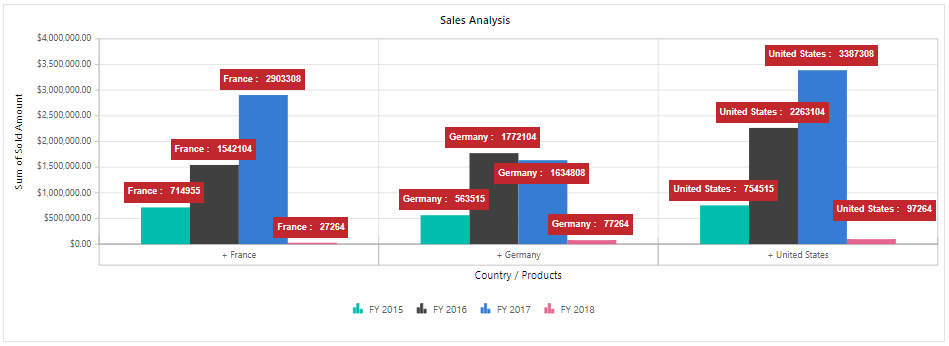 Sales Analysis
$4,000,000.00
$3,500,000.00
$3,000,000.00
$2,500,000.00
$2,000,000.00
$1,500,000.00
$1,000,000.00
$500,000.00
$0.00
Sum of Sold Amount
France : 714955
France : 1542104
France : 2903308
France : 27264
Germany : 563515
Germany : 1772104
Germany : 1634808
Germany : 77264
United States : 754515
United States : 2263104
United States : 3387308
United States : 97264
+ France
+ Germany
+ United States
Country / Products
FY 2015
FY 2016
FY 2017
FY 2018